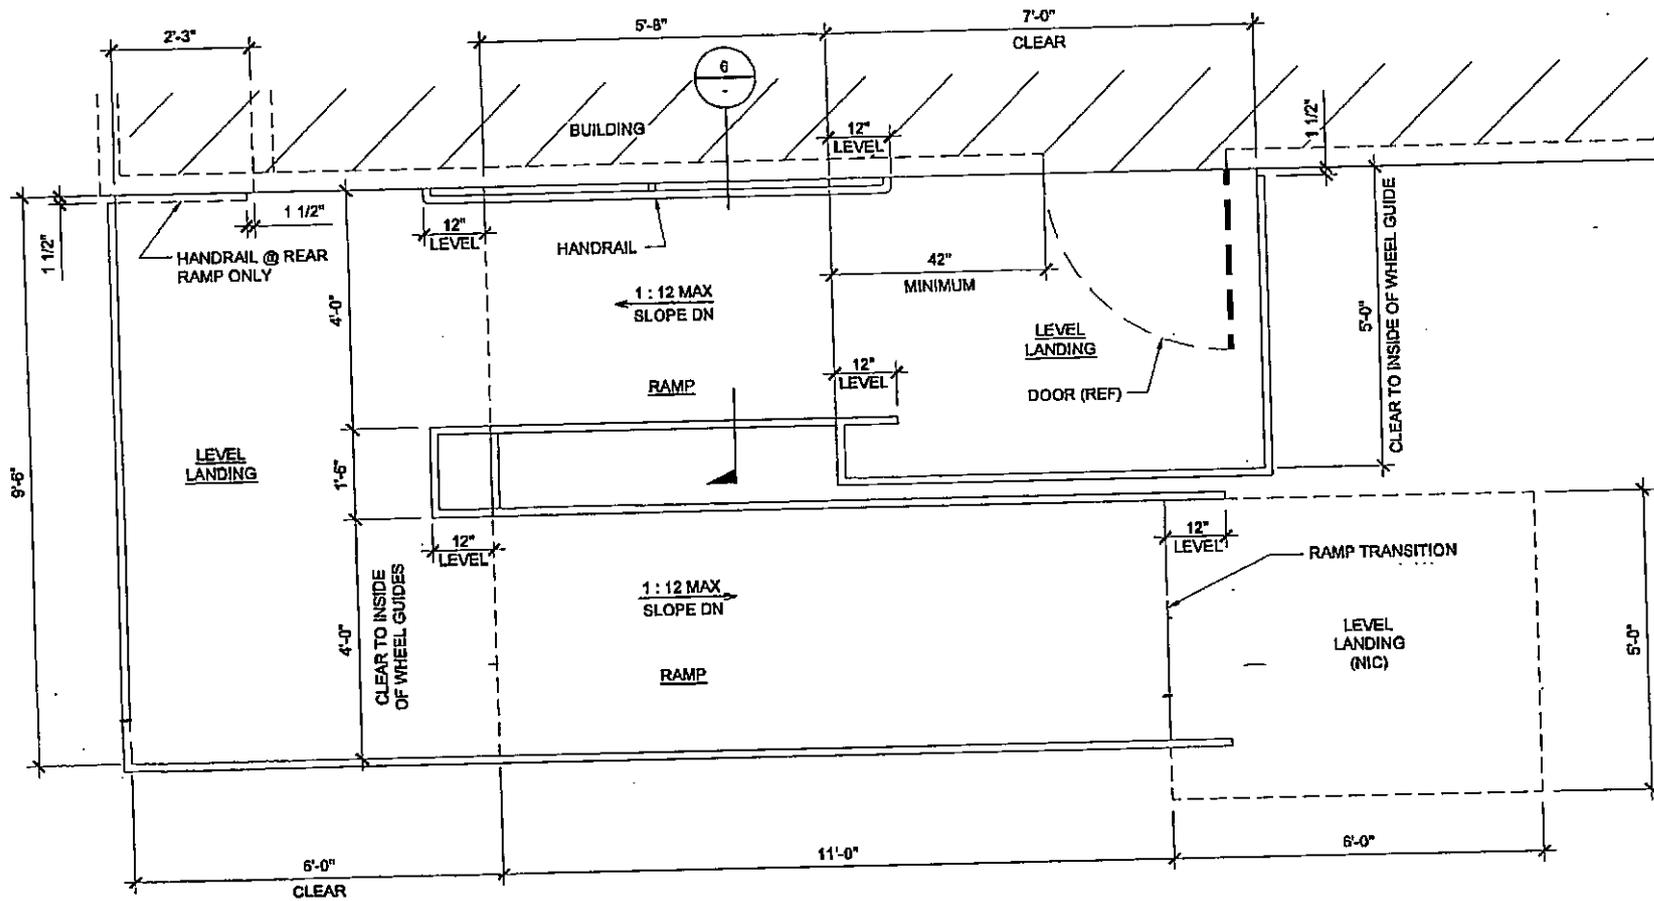 7'-0"
CLEAR
5'-8"
2'-3"
6
-
BUILDING
12"
LEVEL
1 1/2"
1 1/2"
1 1/2"
HANDRAIL @ REAR
RAMP ONLY
12"
LEVEL
HANDRAIL
42"
MINIMUM
5'-0"
CLEAR TO INSIDE OF WHEEL GUIDE
4'-0"
1 : 12 MAX
SLOPE DN
LEVEL
LANDING
RAMP
12"
LEVEL
DOOR (REF)
9'-6"
LEVEL
LANDING
1'-6"
12"
LEVEL
12"
LEVEL
RAMP TRANSITION
4'-0"
CLEAR TO INSIDE
OF WHEEL GUIDES
1 : 12 MAX
SLOPE DN
LEVEL
LANDING
(NIC)
5'-0"
RAMP
6'-0"
CLEAR
11'-0"
6'-0"